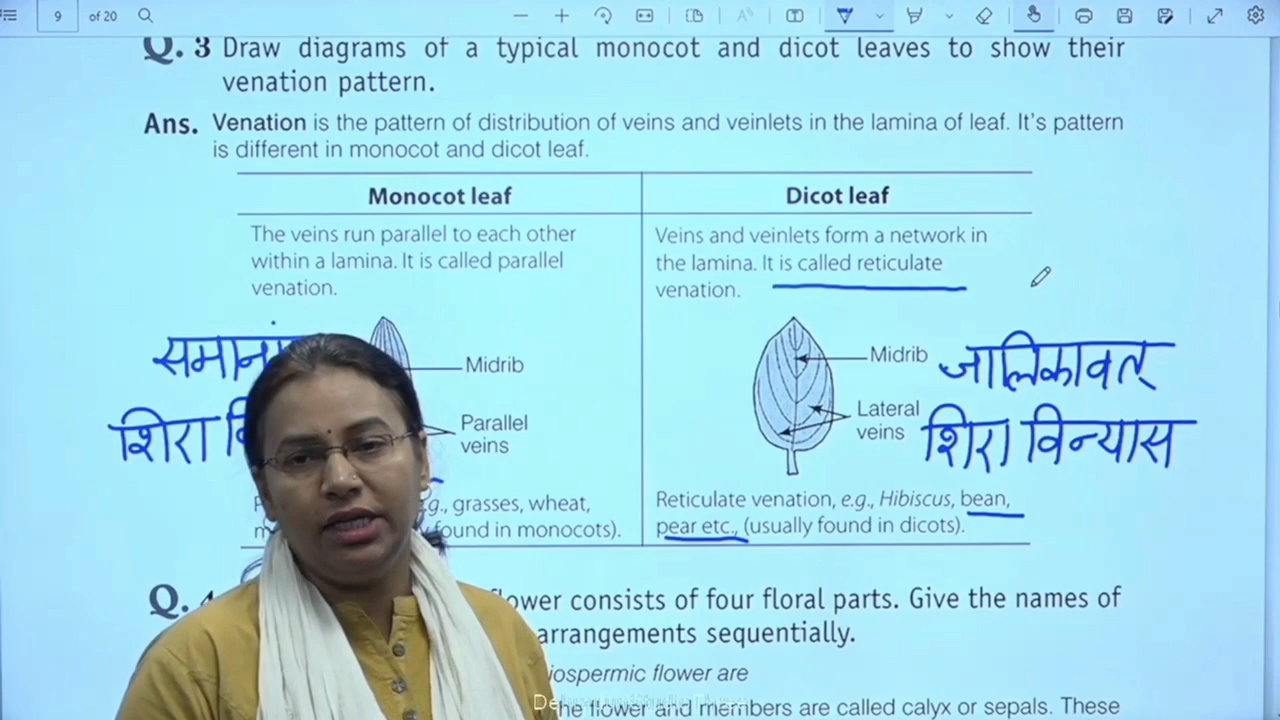 9 of 20
Q. 3 Draw diagrams of a typical monocot and dicot leaves to show their
venation pattern.
Ans. Venation is the pattern of distribution of veins and veinlets in the lamina of leaf. It's pattern
is different in monocot and dicot leaf.
Monocot leaf
The veins run parallel to each other
within a lamina. It is called parallel
venation.
समानां
शिरा वि
Midrib
Parallel
veins
e.g., grasses, wheat,
found in monocots).
Dicot leaf
Veins and veinlets form a network in
the lamina. It is called reticulate
venation.
Midrib
Lateral
veins
जालिकावत्
शिरा विन्यास
Reticulate venation, e.g., Hibiscus, bean,
pear etc., (usually found in dicots).
Q. 4 flower consists of four floral parts. Give the names of
arrangements sequentially.
iospermic flower are
the flower and members are called calyx or sepals. These